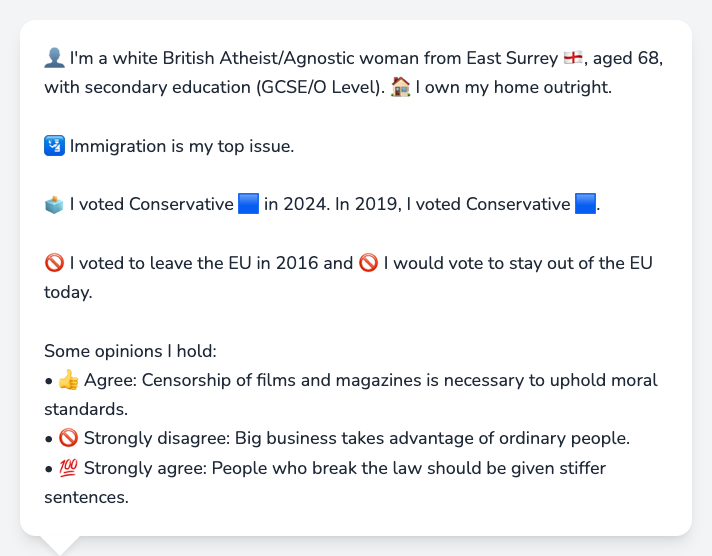 👤 I'm a white British Atheist/Agnostic woman from East Surrey 🏴󠁧󠁢󠁥󠁮󠁧󠁿, aged 68,
with secondary education (GCSE/O Level). 🏠 I own my home outright.
🛂 Immigration is my top issue.
🗳️ I voted Conservative 🟦 in 2024. In 2019, I voted Conservative 🟦.
🚫 I voted to leave the EU in 2016 and 🚫 I would vote to stay out of the EU
today.
Some opinions I hold:
• 👍 Agree: Censorship of films and magazines is necessary to uphold moral
standards.
• 🚫 Strongly disagree: Big business takes advantage of ordinary people.
• 💯 Strongly agree: People who break the law should be given stiffer
sentences.